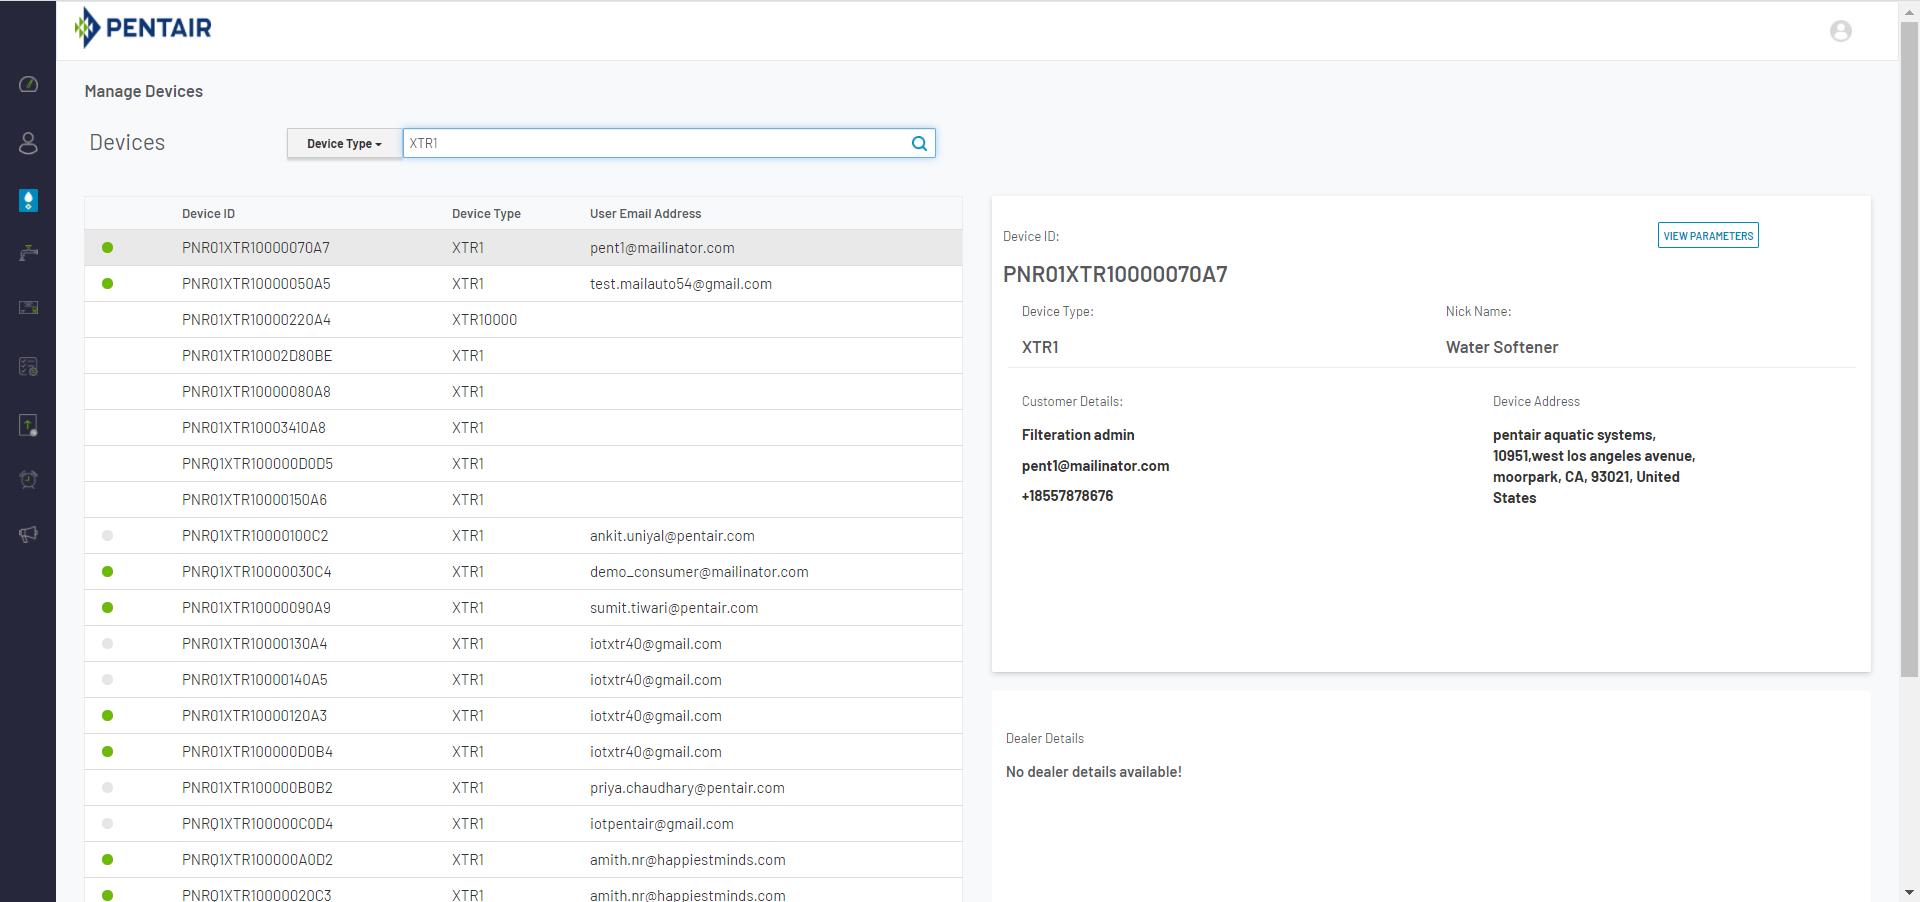 PENTAIR
Manage Devices
Devices
Device Type
XTR1
Device ID Device Type User Email Address
PNR01XTR10000070A7 XTR1 pent1@mailinator.com
PNR01XTR10000050A5 XTR1 test.mailauto54@gmail.com
PNR01XTR10000220A4 XTR10000
PNR01XTR10002D80BE XTR1
PNR01XTR10000080A8 XTR1
PNR01XTR10003410A8 XTR1
PNRQ1XTR100000D0D5 XTR1
PNR01XTR10000150A6 XTR1
PNRQ1XTR10000100C2 XTR1 ankit.uniyal@pentair.com
PNRQ1XTR10000030C4 XTR1 demo_consumer@mailinator.com
PNR01XTR10000090A9 XTR1 sumit.tiwari@pentair.com
PNR01XTR10000130A4 XTR1 iotxtr40@gmail.com
PNR01XTR10000140A5 XTR1 iotxtr40@gmail.com
PNR01XTR10000120A3 XTR1 iotxtr40@gmail.com
PNR01XTR100000D0B4 XTR1 iotxtr40@gmail.com
PNR01XTR100000B0B2 XTR1 priya.chaudhary@pentair.com
PNRQ1XTR100000C0D4 XTR1 iotpentair@gmail.com
PNRQ1XTR100000A0D2 XTR1 amith.nr@happiestminds.com
PNRQ1XTR10000020C3 XTR1 amith.nr@happiestminds.com
Device ID:
VIEW PARAMETERS
PNR01XTR10000070A7
Device Type: Nick Name:
XTR1 Water Softener
Customer Details:
Filteration admin
pent1@mailinator.com
+18557878676
Device Address
pentair aquatic systems,
10951,west los angeles avenue,
moorpark, CA, 93021, United
States
Dealer Details
No dealer details available!